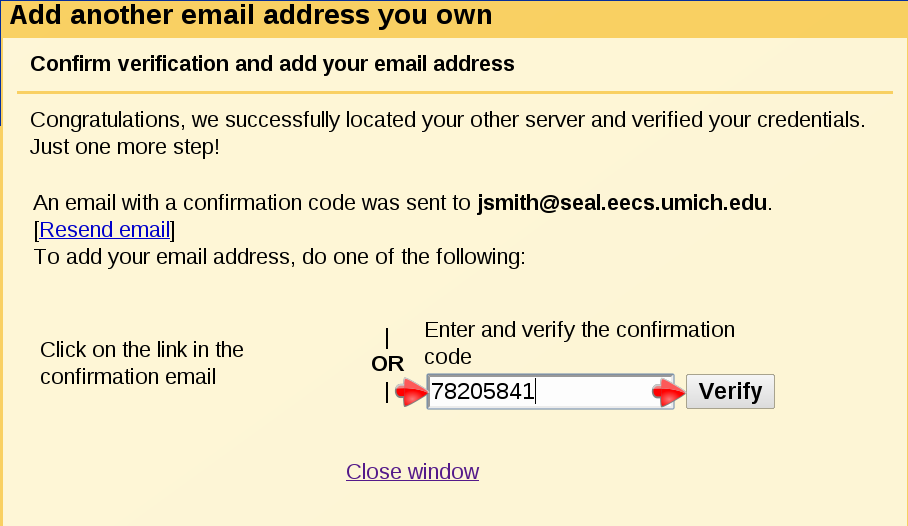 Add another email address you own
Confirm verification and add your email address
Congratulations, we successfully located your other server and verified your credentials.
Just one more step!
An email with a confirmation code was sent to jsmith@seal.eecs.umich.edu.
[Resend email]
To add your email address, do one of the following:
Click on the link in the
confirmation email
|
OR
|
Enter and verify the confirmation
code
78205841
Verify
Close window